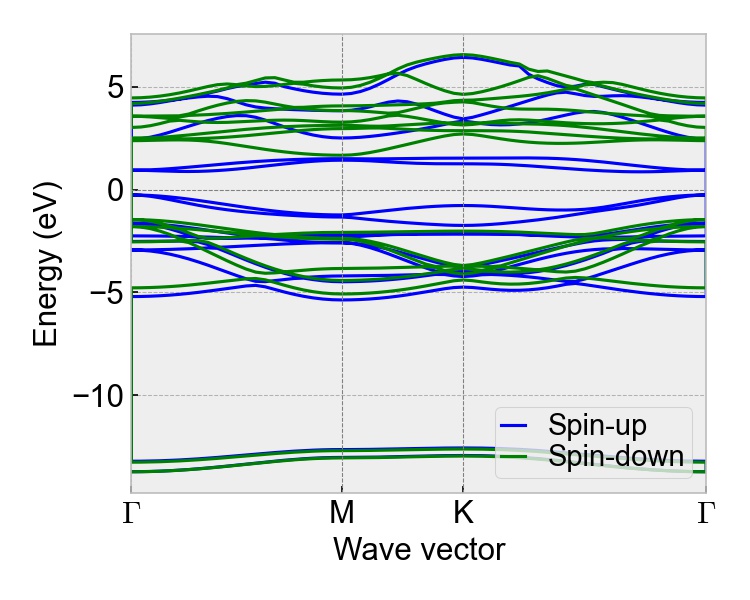 5
0
−5
−10
Energy (eV)
Spin-up
Spin-down
Γ M K Γ
Wave vector